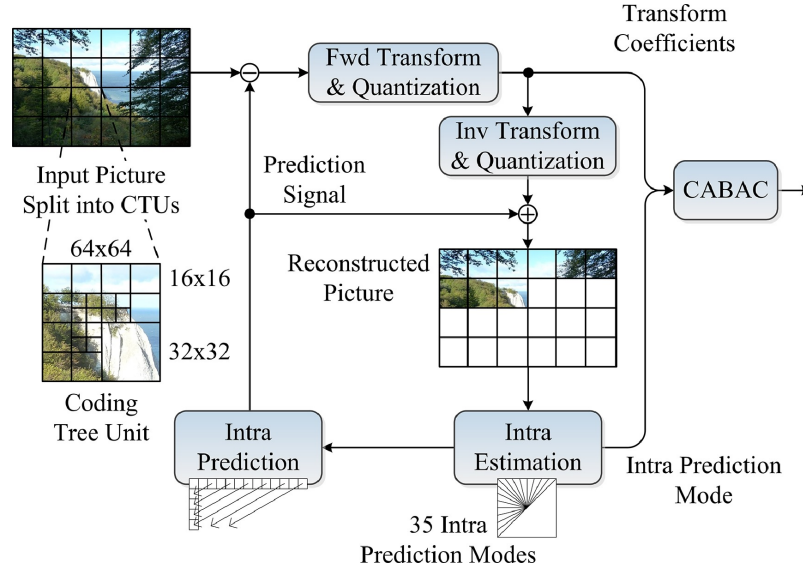 Transform
Coefficients
Fwd Transform
& Quantization
Inv Transform
& Quantization
CABAC
Input Picture
Split into CTUs
Prediction
Signal
64x64
16x16
32x32
Reconstructed
Picture
Coding
Tree Unit
Intra
Prediction
Intra
Estimation
Intra Prediction
Mode
35 Intra
Prediction Modes